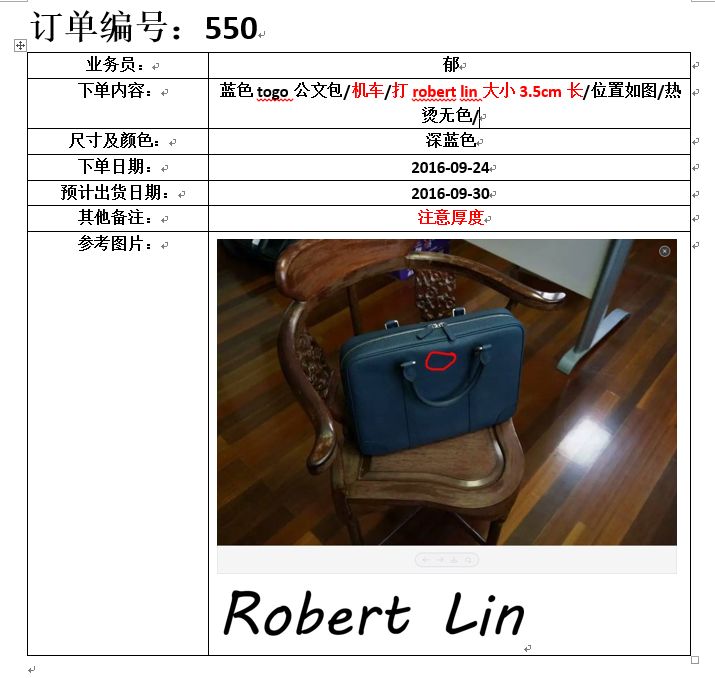 订单编号：550
业务员：
郁
下单内容：
蓝色 togo 公文包/机车/打 robert lin 大小 3.5cm 长/位置如图/热
烫无色/
尺寸及颜色：
深蓝色
下单日期：
2016-09-24
预计出货日期：
2016-09-30
其他备注：
注意厚度
参考图片：
Robert Lin